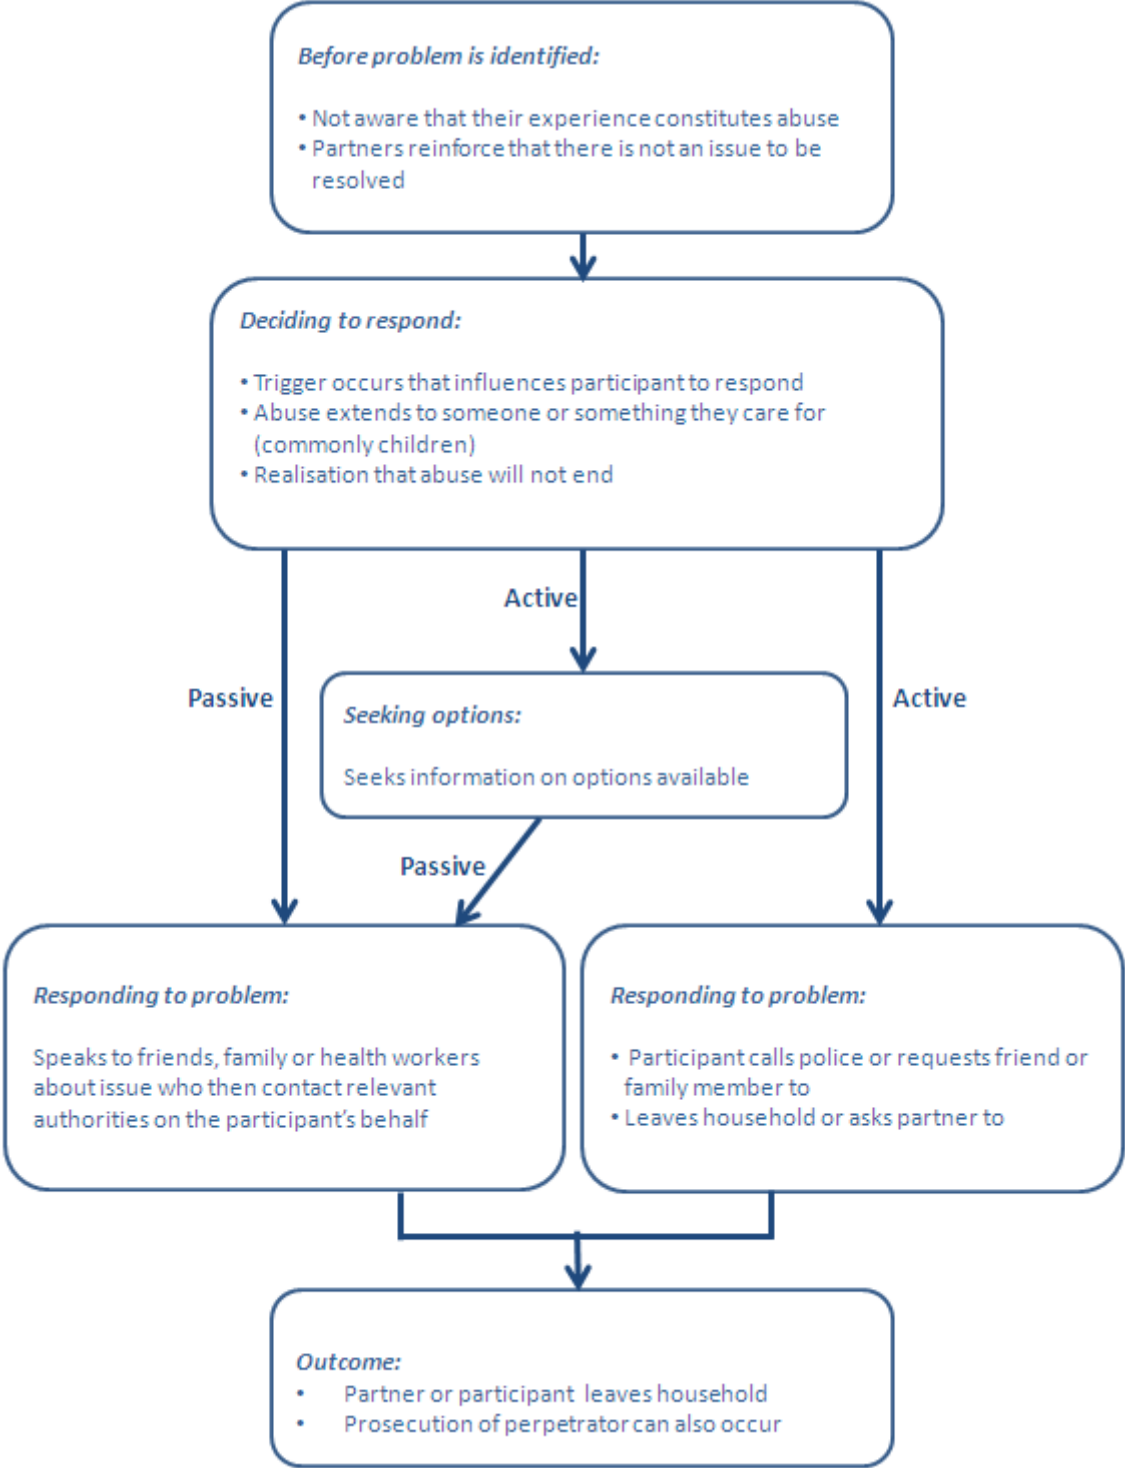 Before problem is identified:
• Not aware that their experience constitutes abuse
• Partners reinforce that there is not an issue to be
resolved
Deciding to respond:
• Trigger occurs that influences participant to respond
• Abuse extends to someone or something they care for
(commonly children)
• Realisation that abuse will not end
Active
Passive
Active
Seeking options:
Seeks information on options available
Passive
Responding to problem:
Speaks to friends, family or health workers
about issue who then contact relevant
authorities on the participant's behalf
Responding to problem:
• Participant calls police or requests friend or
family member to
• Leaves household or asks partner to
Outcome:
• Partner or participant leaves household
• Prosecution of perpetrator can also occur